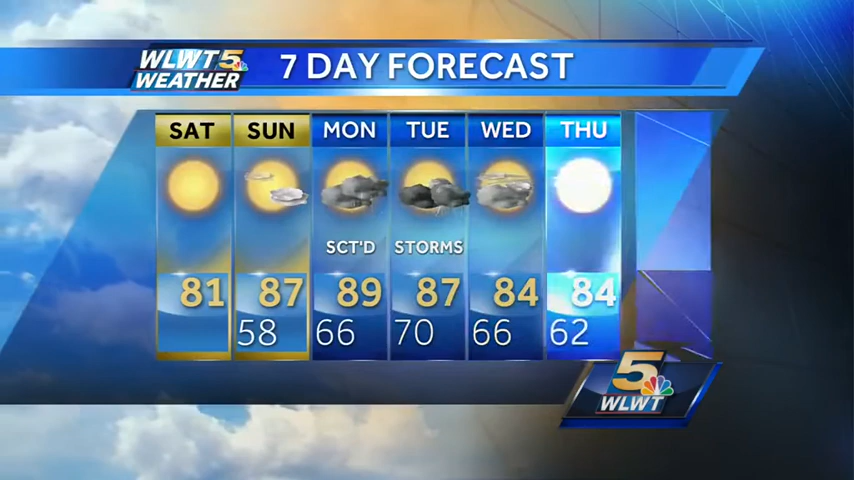 WLWT 5
WEATHER
7 DAY FORECAST
SAT SUN MON TUE WED THU
SCT'D STORMS
81 87 89 87 84 84
58 66 70 66 62
5
WLWT